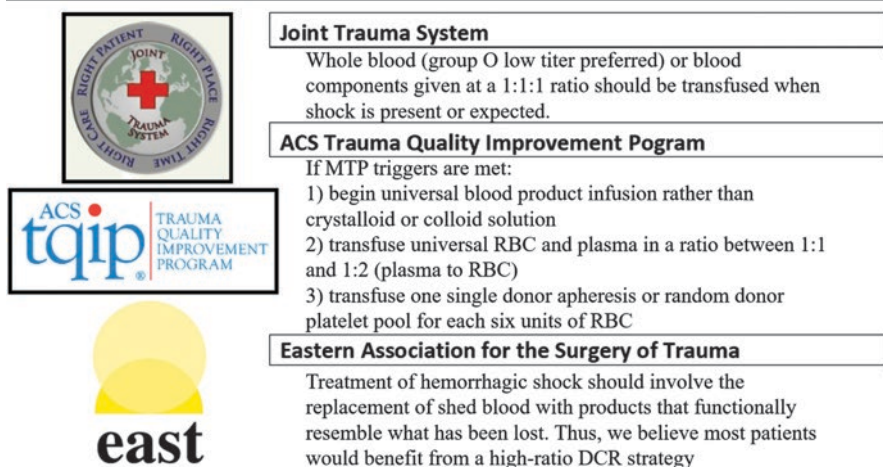 RIGHT PATIENT
RIGHT PLACE
RIGHT TIME
RIGHT CARE
JOINT
TRAUMA
SYSTEM
Joint Trauma System
Whole blood (group O low titer preferred) or blood
components given at a 1:1:1 ratio should be transfused when
shock is present or expected.
ACS
tqip®
TRAUMA
QUALITY
IMPROVEMENT
PROGRAM
ACS Trauma Quality Improvement Pogram
If MTP triggers are met:
1) begin universal blood product infusion rather than
crystalloid or colloid solution
2) transfuse universal RBC and plasma in a ratio between 1:1
and 1:2 (plasma to RBC)
3) transfuse one single donor apheresis or random donor
platelet pool for each six units of RBC
east
Eastern Association for the Surgery of Trauma
Treatment of hemorrhagic shock should involve the
replacement of shed blood with products that functionally
resemble what has been lost. Thus, we believe most patients
would benefit from a high-ratio DCR strategy